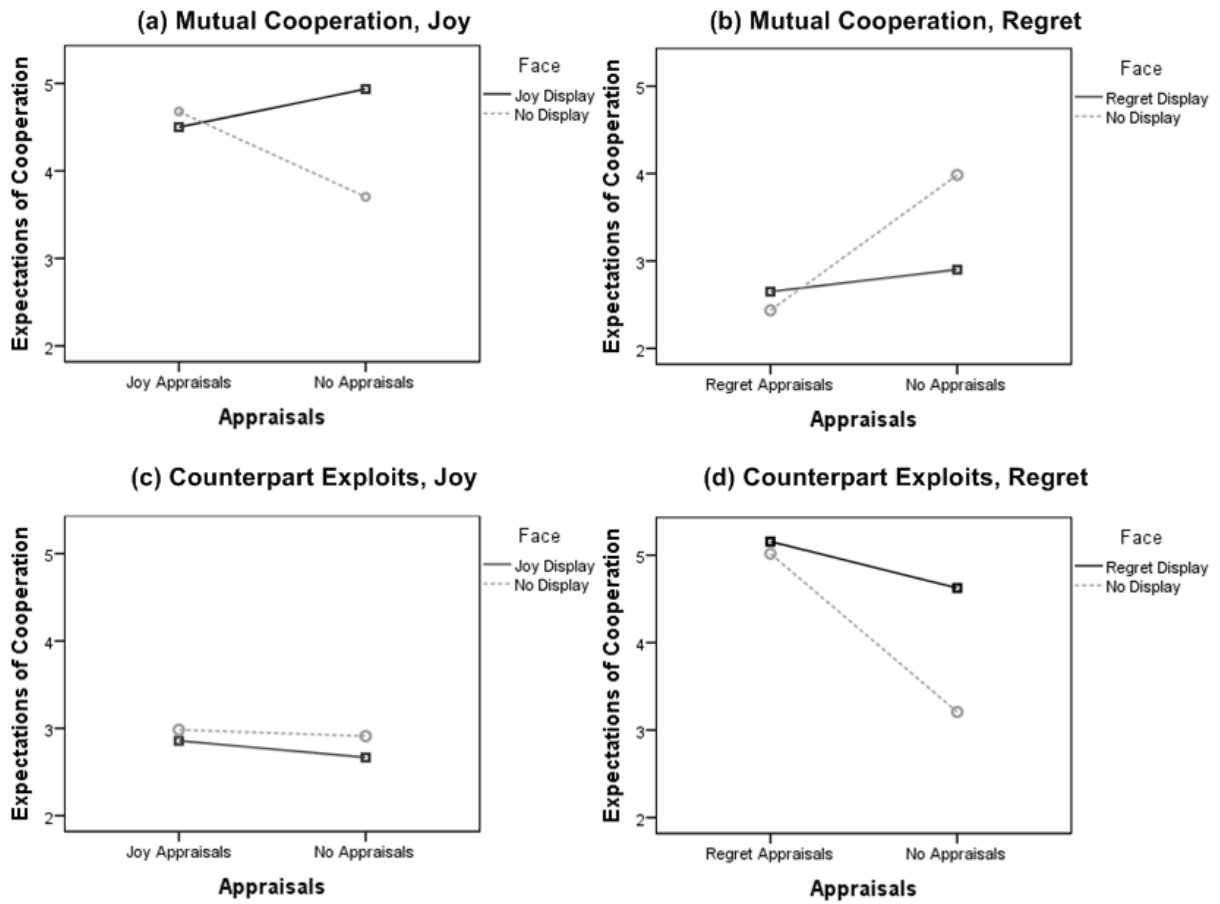 (a) Mutual Cooperation, Joy
Expectations of Cooperation
5
4
3
2
Joy Appraisals No Appraisals
Appraisals
Face
Joy Display
No Display
(b) Mutual Cooperation, Regret
Expectations of Cooperation
5
4
3
2
Regret Appraisals No Appraisals
Appraisals
Face
Regret Display
No Display
(c) Counterpart Exploits, Joy
Expectations of Cooperation
5
4
3
2
Joy Appraisals No Appraisals
Appraisals
Face
Joy Display
No Display
(d) Counterpart Exploits, Regret
Expectations of Cooperation
5
4
3
2
Regret Appraisals No Appraisals
Appraisals
Face
Regret Display
No Display